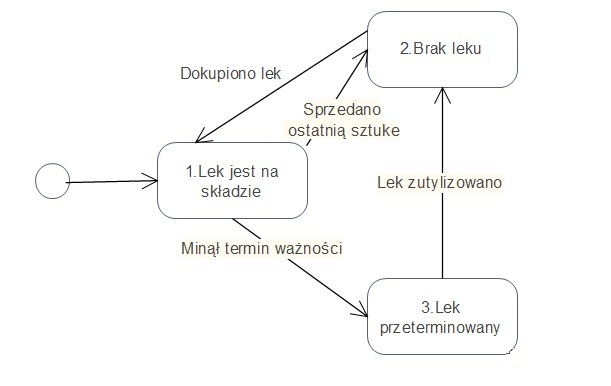 2.Brak leku
Dokupiono lek
Sprzedano
ostatnią sztuke
1.Lek jest na
składzie
Lek zutylizowano
Minął termin ważności
3.Lek
przeterminowany